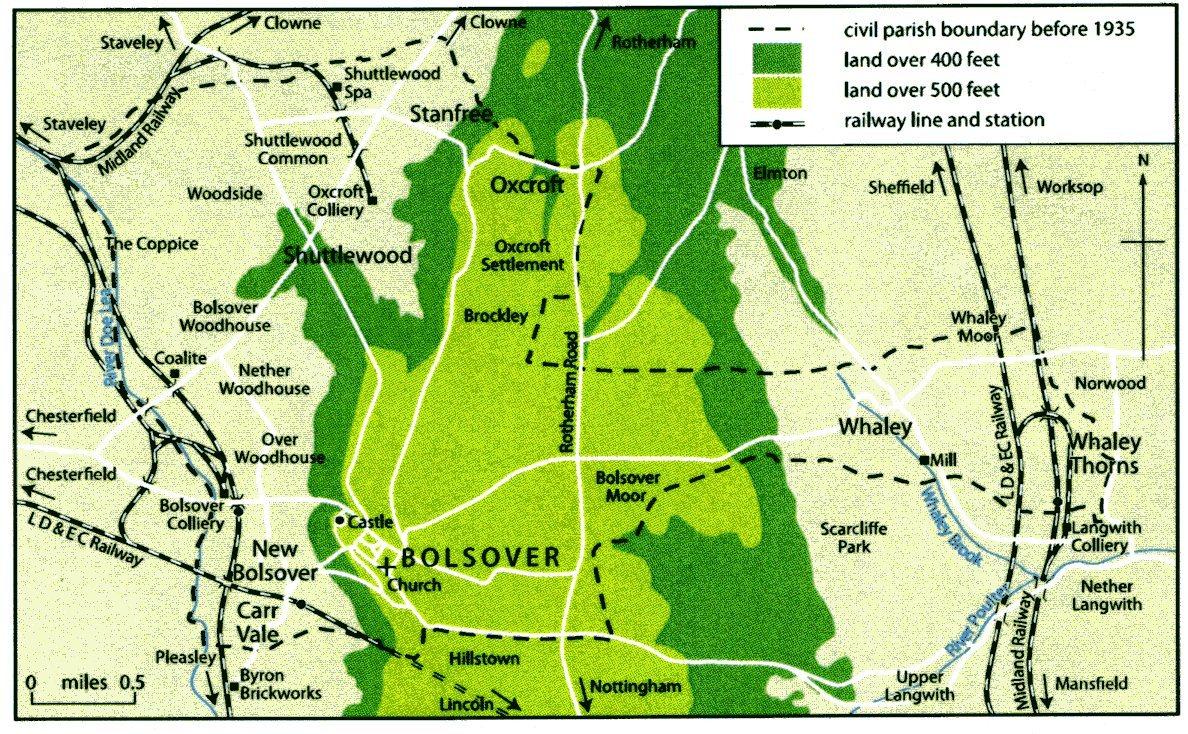 Clowne
Staveley
Clowne
Rotherham
civil parish boundary before 1935
land over 400 feet
land over 500 feet
railway line and station
Shuttlewood
Spa
Stanfree
Staveley
Midland Railway
Shuttlewood
Common
Woodside
Oxcroft
Colliery
Oxcroft
Elmton
Sheffield
Worksop
N
The Coppice
Shuttlewood
Oxcroft
Settlement
River Doe Lea
Bolsover
Woodhouse
Brockley
Whaley
Moor
Coalite
Nether
Woodhouse
Rotherham Road
Norwood
Chesterfield
Over
Woodhouse
Whaley
LD&EC Railway
Whaley
Thorns
Chesterfield
Mill
Bolsover
Moor
Bolsover
Colliery
Castle
LD&EC Railway
Scarcliffe
Park
Whaley Brook
Langwith
Colliery
New
Bolsover
BOLSOVER
Church
Nether
Langwith
Carr
Vale
River Poulter
Midland Railway
Pleasley
Hillstown
0 miles 0.5
Byron
Brickworks
Lincoln
Nottingham
Upper
Langwith
Mansfield